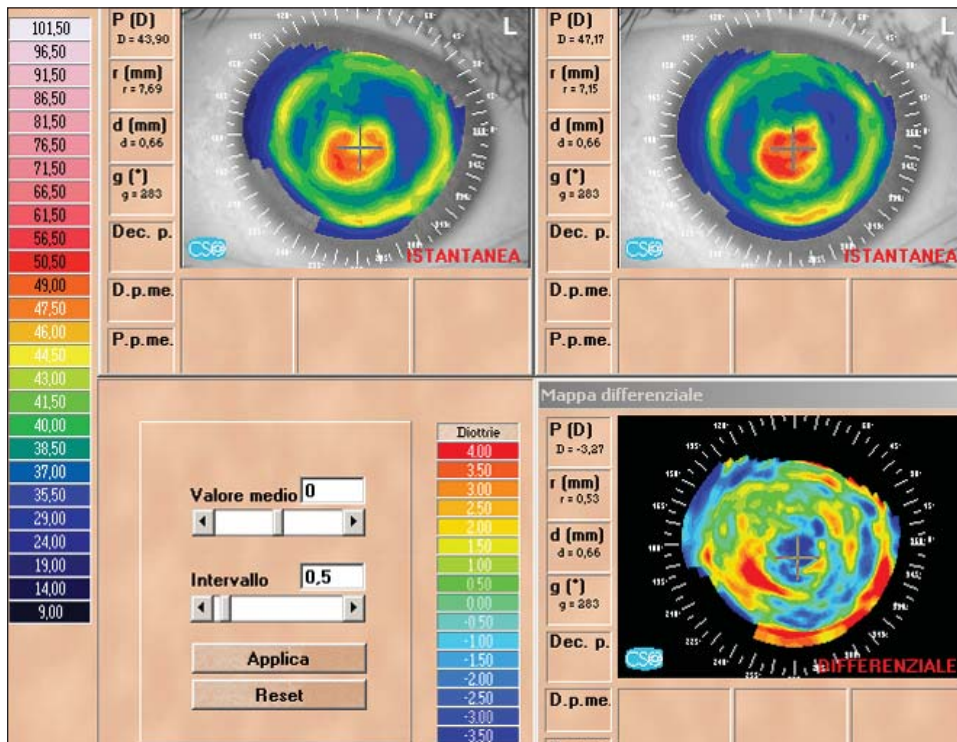 101,50
96,50
91,50
86,50
81,50
76,50
71,50
66,50
61,50
56,50
50,50
49,00
47,50
46,00
44,50
43,00
41,50
40,00
38,50
37,00
35,50
29,00
24,00
19,00
14,00
9,00
P (D)
D = 43,90
r (mm)
r = 7,69
d (mm)
d = 0,66
g (°)
g = 283
Dec. p.
D.p.me.
P.p.me.
L
CSO
ISTANTANEA
P (D)
D = 47,17
r (mm)
r = 7,15
d (mm)
d = 0,66
g (°)
g = 283
Dec. p.
D.p.me.
P.p.me.
L
CSO
ISTANTANEA
Valore medio 0
Intervallo 0,5
Applica
Reset
Diottrie
4.00
3.50
3.00
2.50
2.00
1.50
1.00
0.50
0.00
-0.50
-1.00
-1.50
-2.00
-2.50
-3.00
-3.50
Mappa differenziale
P (D)
D = -3,27
r (mm)
r = 0,53
d (mm)
d = 0,66
g (°)
g = 283
Dec. p.
D.p.me.
CSO
DIFFERENZIALE